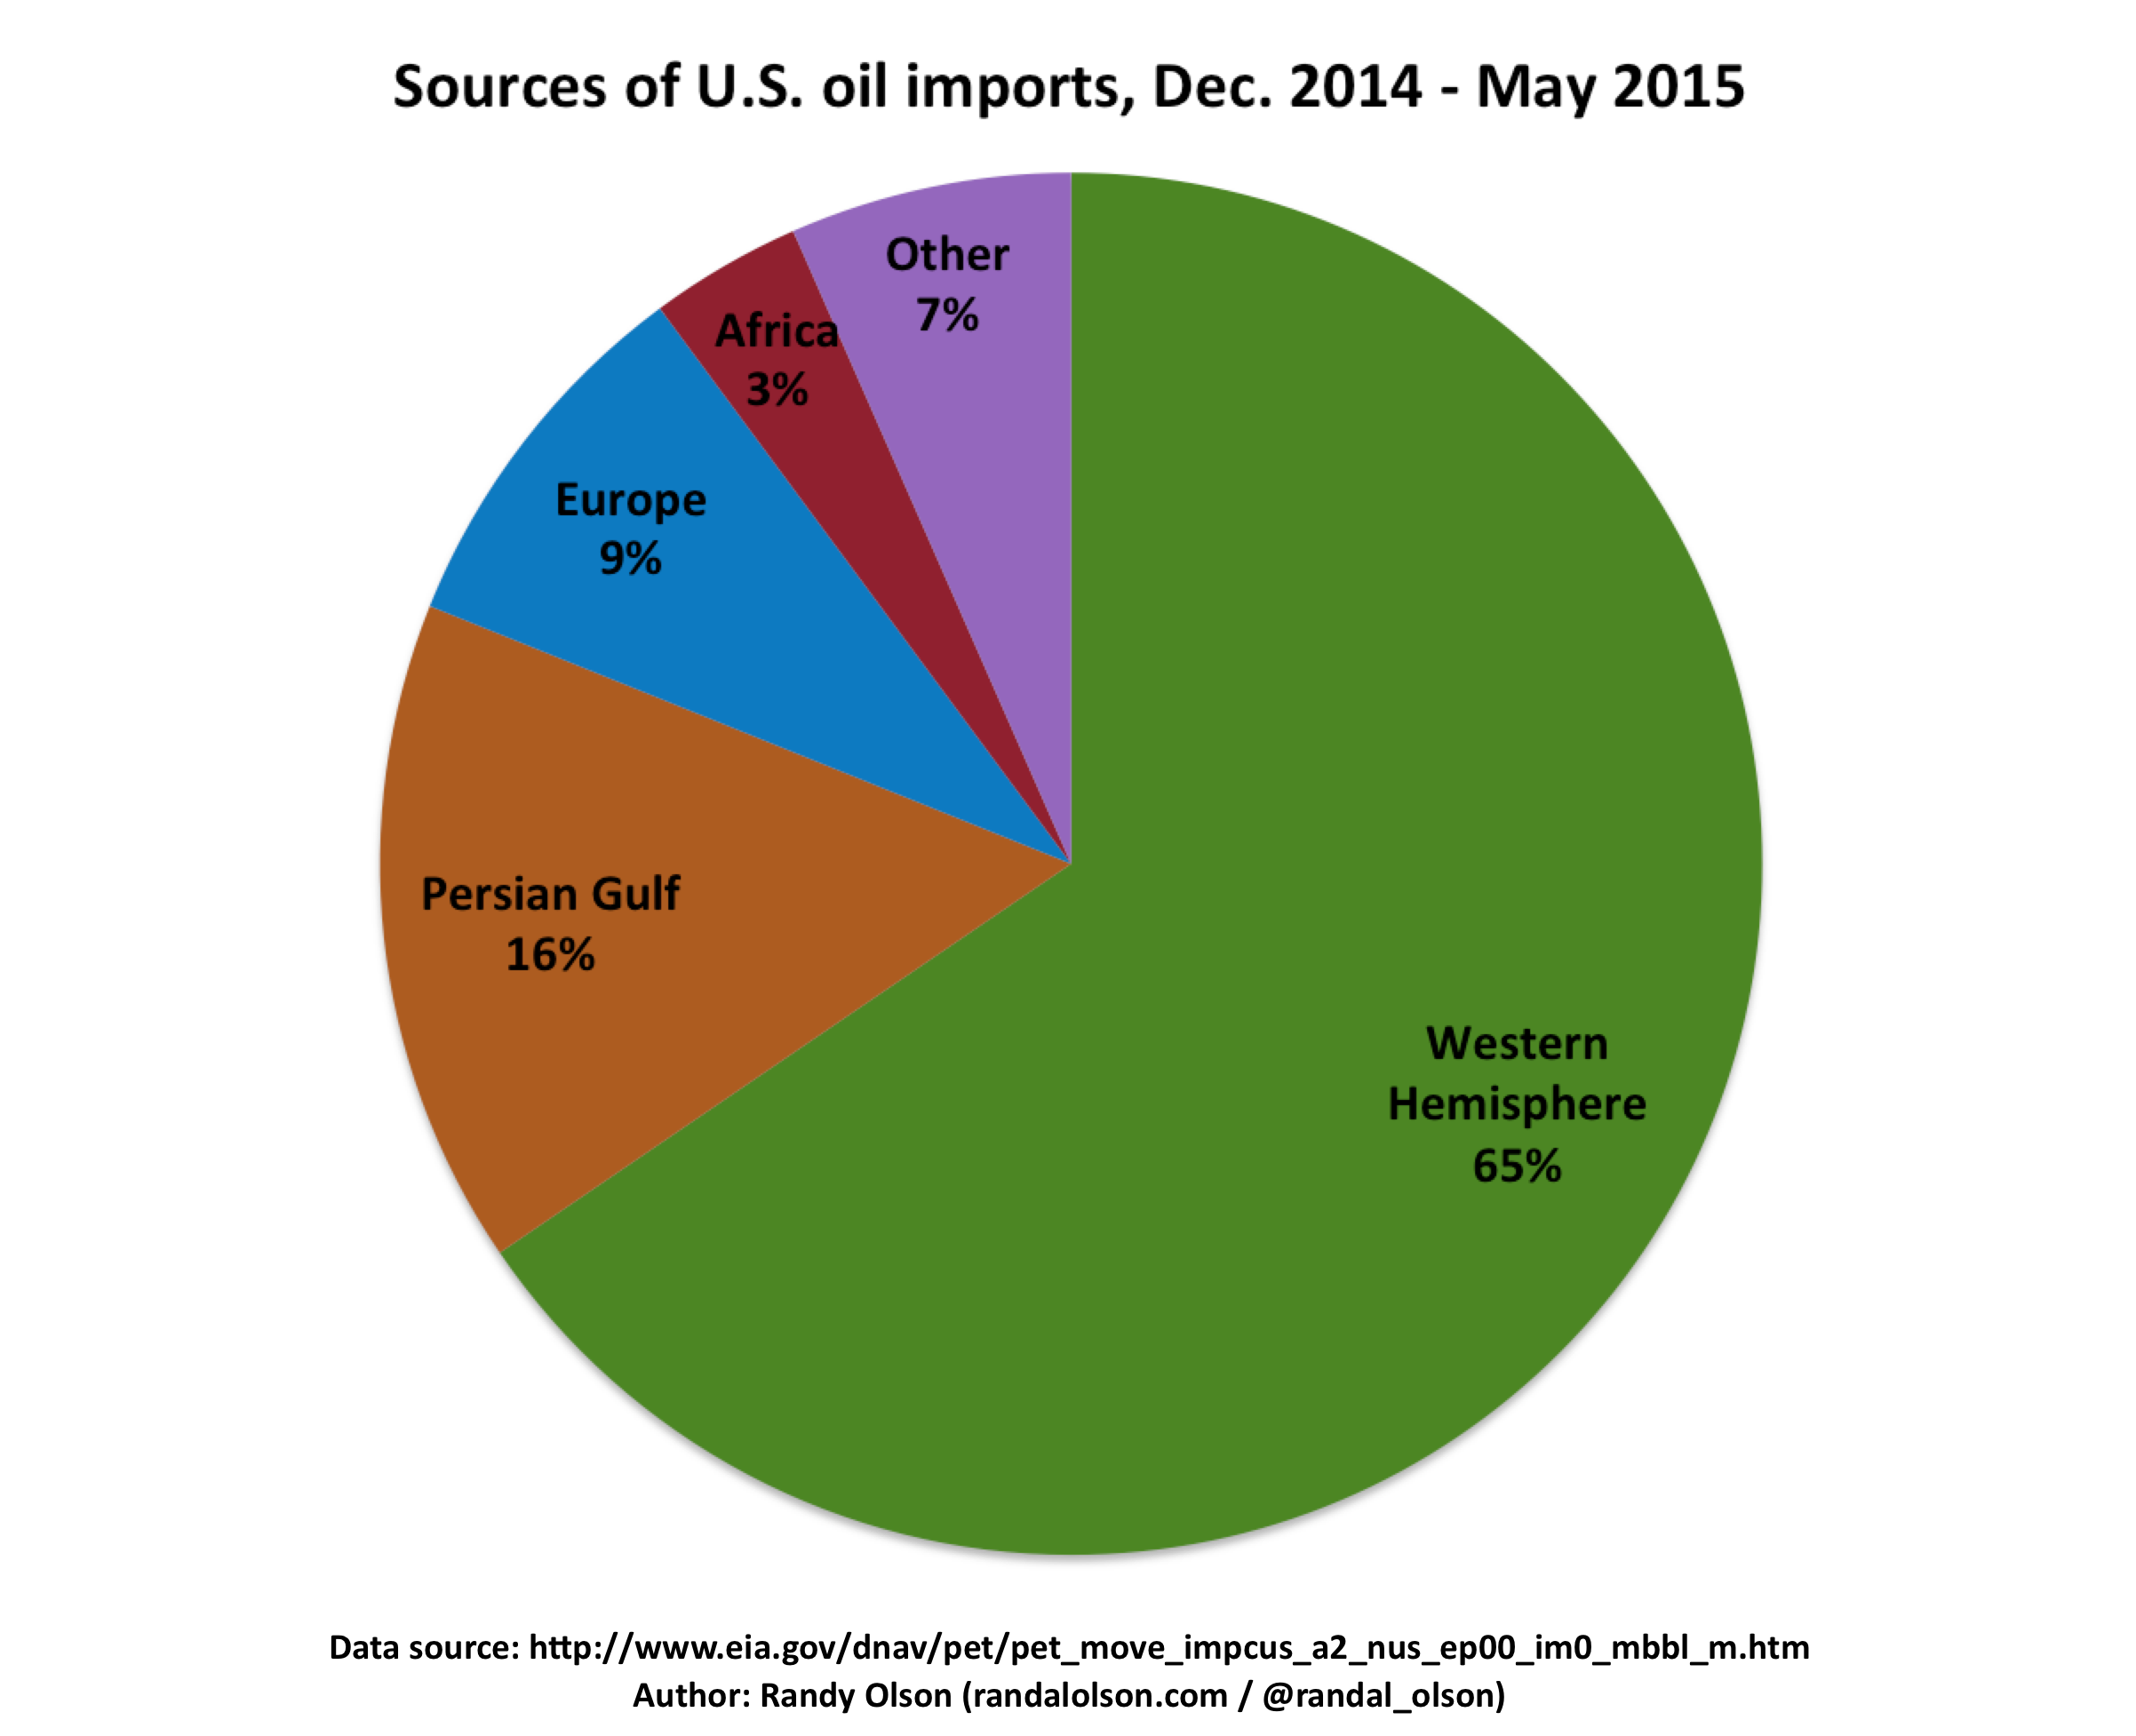 Sources of U.S. oil imports, Dec. 2014 - May 2015
Other
7%
Africa
3%
Europe
9%
Persian Gulf
16%
Western
Hemisphere
65%
Data source: http://www.eia.gov/dnav/pet/pet_move_impcus_a2_nus_ep00_im0_mbbl_m.htm
Author: Randy Olson (randalolson.com / @randal_olson)